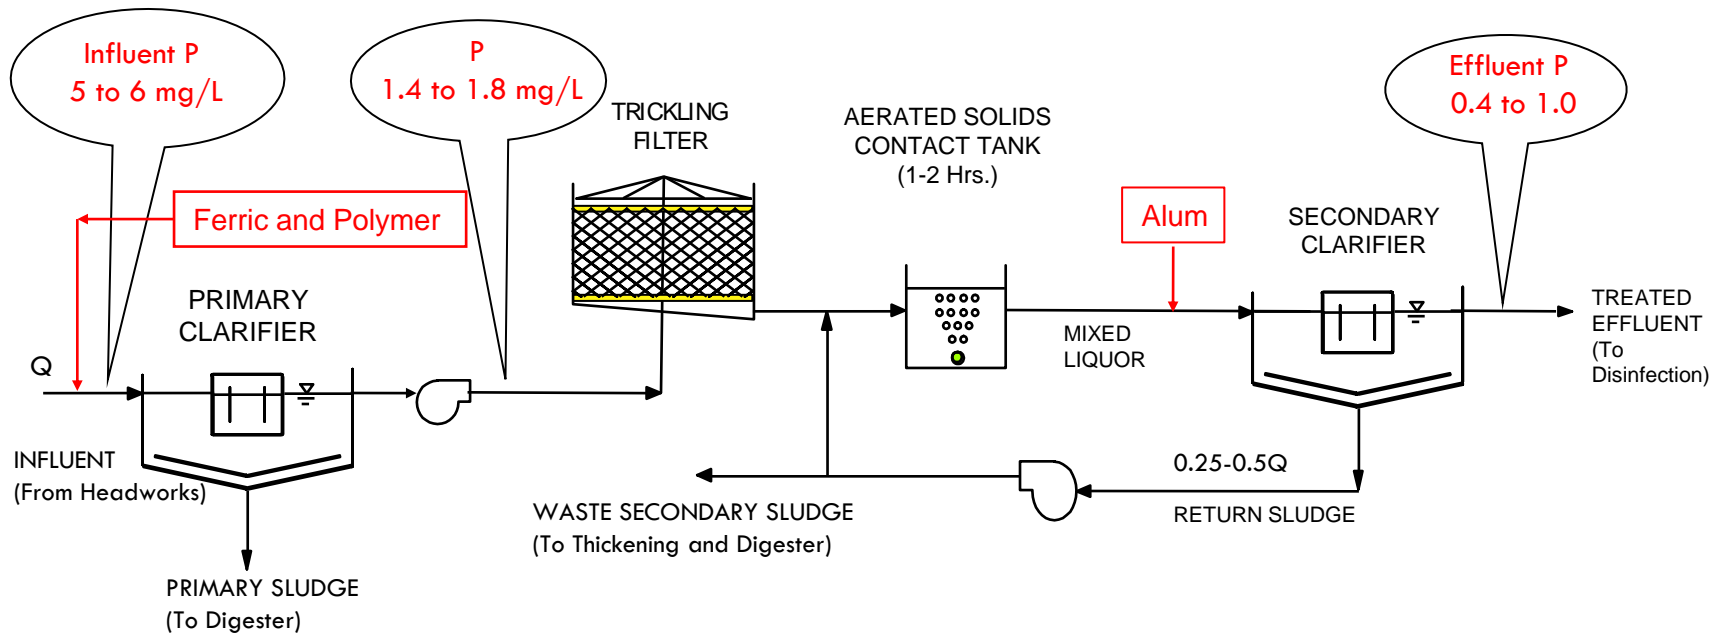 Influent P
5 to 6 mg/L
P
1.4 to 1.8 mg/L
Effluent P
0.4 to 1.0
TRICKLING
FILTER
AERATED SOLIDS
CONTACT TANK
(1-2 Hrs.)
Ferric and Polymer
Alum
SECONDARY
CLARIFIER
PRIMARY
CLARIFIER
Q
MIXED
LIQUOR
TREATED
EFFLUENT
(To
Disinfection)
INFLUENT
(From Headworks)
0.25-0.5Q
RETURN SLUDGE
WASTE SECONDARY SLUDGE
(To Thickening and Digester)
PRIMARY SLUDGE
(To Digester)